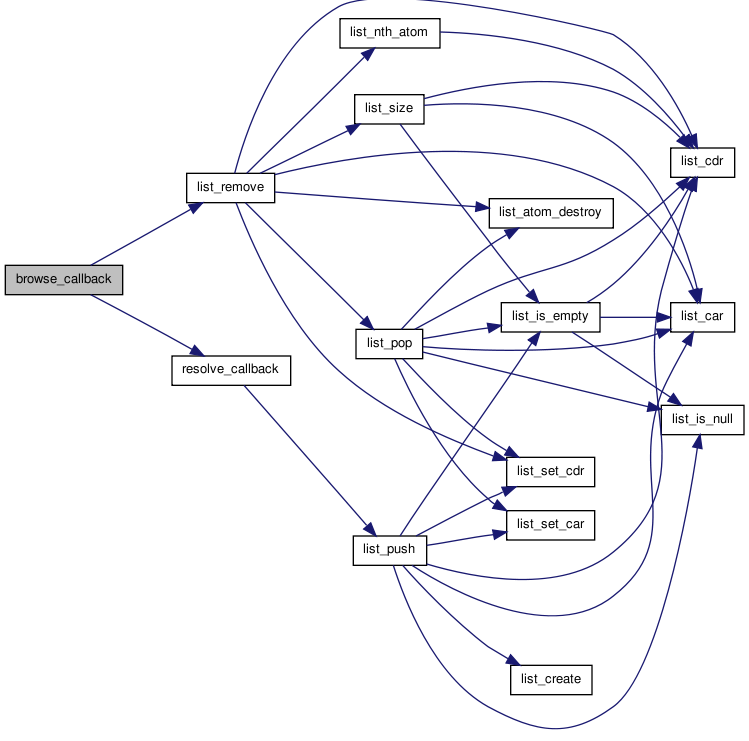 list_nth_atom
list_size
list_cdr
list_remove
list_atom_destroy
browse_callback
list_is_empty
list_car
list_pop
resolve_callback
list_is_null
list_set_cdr
list_set_car
list_push
list_create